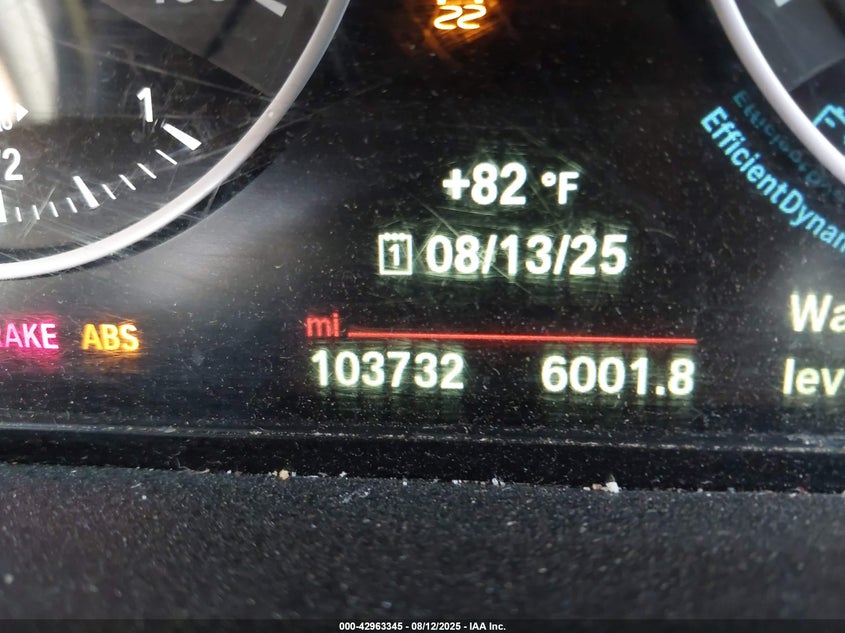 1
2
+82 °F
1 08/13/25
EfficientDynam
mi
103732 6001.8
AKE ABS
Wa
lev
000-42963345 - 08/12/2025 - IAA Inc.